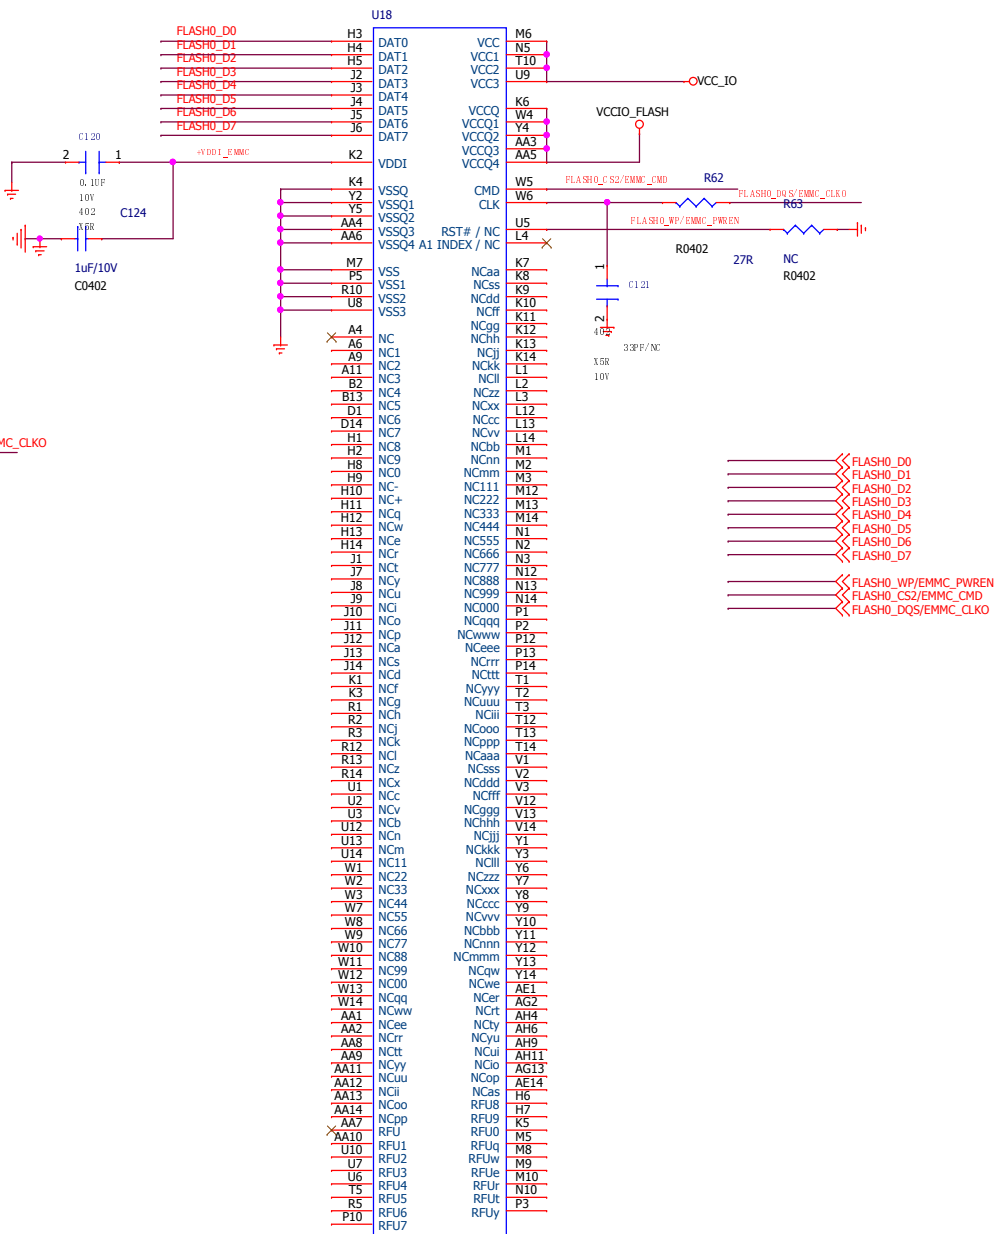 U18
FLASH0_D0 H3 DAT0
FLASH0_D1 H4 DAT1
FLASH0_D2 H5 DAT2
FLASH0_D3 J2 DAT3
FLASH0_D4 J3 DAT4
FLASH0_D5 J4 DAT5
FLASH0_D6 J5 DAT6
FLASH0_D7 J6 DAT7
C120
2 1 +VDDI_EMMC K2 VDDI
0.1UF
10V
402
X5R
C124
1uF/10V
C0402
K4 VSSQ
Y2 VSSQ1
Y5 VSSQ2
AA4 VSSQ3
AA6 VSSQ4
M7 VSS
P5 VSS1
R10 VSS2
U8 VSS3
A4 NC
A6 NC1
A9 NC2
A11 NC3
B2 NC4
B13 NC5
D1 NC6
D14 NC7
H1 NC8
H2 NC9
H8 NC0
H9 NC-
H10 NC+
H11 NCq
H12 NCw
H13 NCe
H14 NCr
J1 NCt
J7 NCy
J8 NCu
J9 NCi
J10 NCo
J11 NCp
J12 NCa
J13 NCs
J14 NCd
K1 NCf
K3 NCg
R1 NCh
R2 NCj
R3 NCk
R12 NCl
R13 NCz
R14 NCx
U1 NCc
U2 NCv
U3 NCb
U12 NCn
U13 NCm
U14 NC11
W1 NC22
W2 NC33
W3 NC44
W7 NC55
W8 NC66
W9 NC77
W10 NC88
W11 NC99
W12 NC00
W13 NCqq
W14 NCww
AA1 NCee
AA2 NCrr
AA8 NCtt
AA9 NCyy
AA11 NCuu
AA12 NCii
AA13 NCoo
AA14 NCpp
AA7 RFU
AA10 RFU1
U10 RFU2
U7 RFU3
U6 RFU4
T5 RFU5
R5 RFU6
P10 RFU7
VCC M6
VCC1 N5
VCC2 T10
VCC3 U9 VCC_IO
VCCQ K6 VCCIO_FLASH
VCCQ1 W4
VCCQ2 Y4
VCCQ3 AA3
VCCQ4 AA5
CMD W5 FLASH0_CS2/EMMC_CMD
CLK W6 R62 FLASH0_DQS/EMMC_CLKO
RST# / NC U5 FLASH0_WP/EMMC_PWREN R63
A1 INDEX / NC L4
R0402
27R
NC
R0402
1
C121
2
33PF/NC
X5R
10V
NCaa K7
NCss K8
NCdd K9
NCff K10
NCgg K11
NChh K12
NCjj K13
NCkk K14
NCll L1
NCzz L2
NCxx L3
NCcc L12
NCvv L13
NCbb L14
NCnn M1
NCmm M2
NC111 M3
NC222 M12
NC333 M13
NC444 M14
NC555 N1
NC666 N2
NC777 N3
NC888 N12
NC999 N13
NC000 N14
NCqqq P1
NCwww P2
NCeee P12
NCrrr P13
NCttt P14
NCyyy T1
NCuuu T2
NCiii T3
NCooo T12
NCppp T13
NCaaa T14
NCsss V1
NCddd V2
NCfff V3
NCggg V12
NChhh V13
NCjjj V14
NCkkk Y1
NClll Y3
NCzzz Y6
NCxxx Y7
NCccc Y8
NCvvv Y9
NCbbb Y10
NCnnn Y11
NCmmm Y12
NCqw Y13
NCwe Y14
NCer AE1
NCrt AG2
NCty AH4
NCyu AH6
NCui AH9
NCio AH11
NCop AG13
NCas AE14
RFU8 H6
RFU9 H7
RFU0 K5
RFUq M5
RFUw M8
RFUe M9
RFUr M10
RFUt N10
RFUy P3
MC_CLKO
FLASH0_D0
FLASH0_D1
FLASH0_D2
FLASH0_D3
FLASH0_D4
FLASH0_D5
FLASH0_D6
FLASH0_D7
FLASH0_WP/EMMC_PWREN
FLASH0_CS2/EMMC_CMD
FLASH0_DQS/EMMC_CLKO